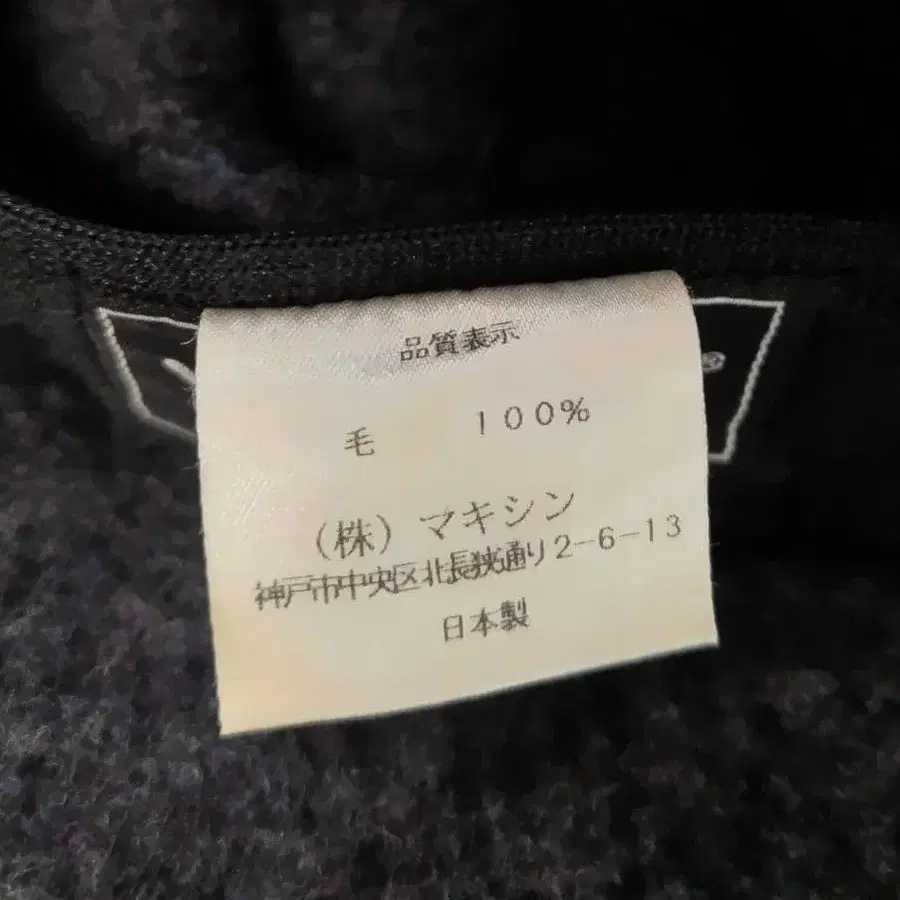 品質表示
毛 100%
(株)マキシン
神戸市中央区北長狭通り2-6-13
日本製
®